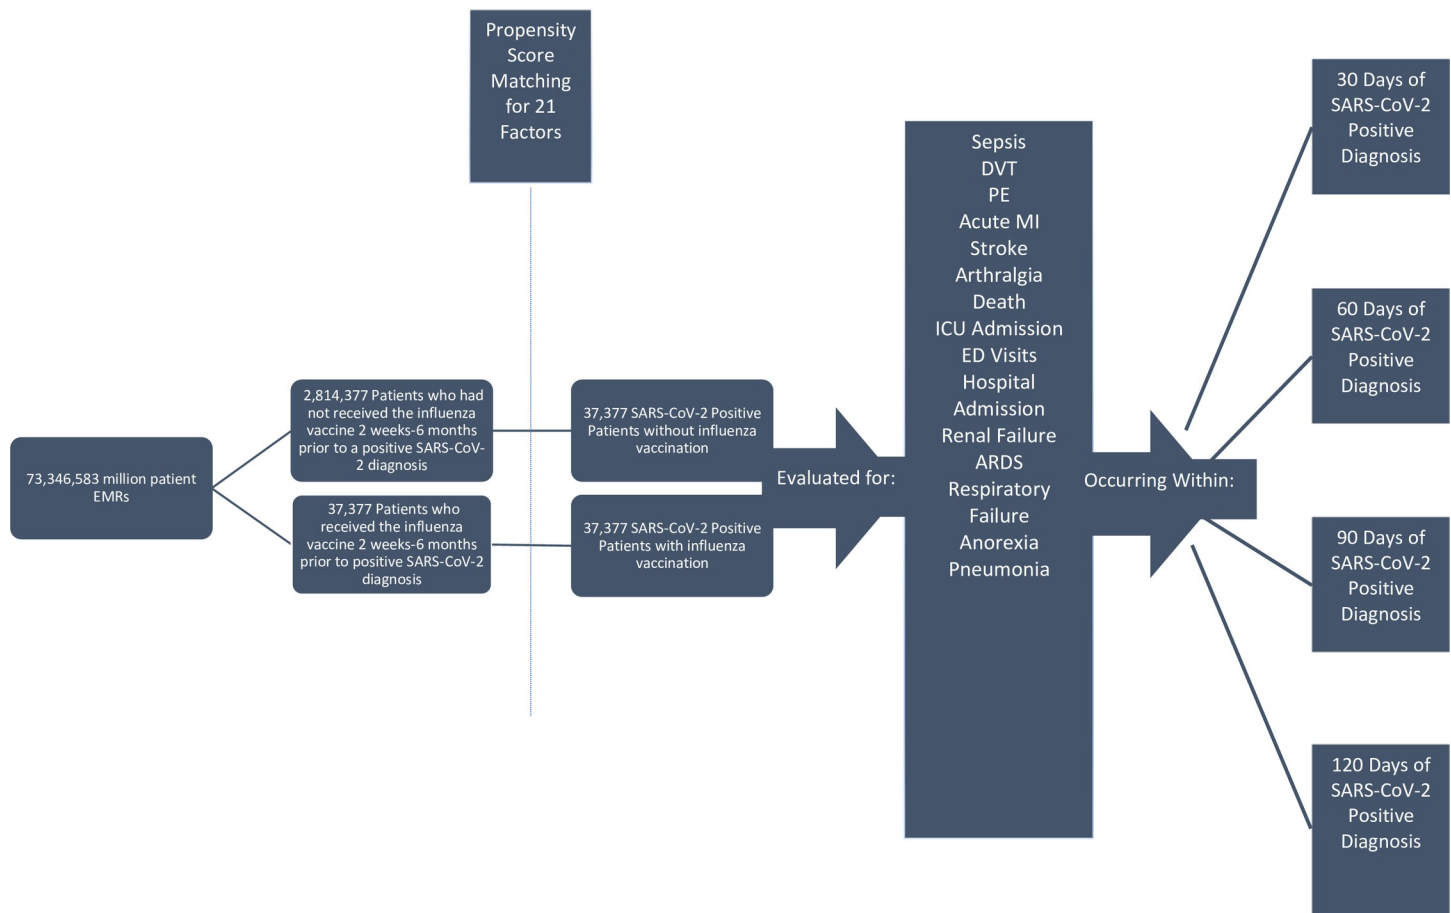 Propensity
Score
Matching
for 21
Factors
73,346,583 million patient
EMRs
2,814,377 Patients who had
not received the influenza
vaccine 2 weeks-6 months
prior to a positive SARS-CoV-
2 diagnosis
37,377 Patients who
received the influenza
vaccine 2 weeks-6 months
prior to positive SARS-CoV-2
diagnosis
37,377 SARS-CoV-2 Positive
Patients without influenza
vaccination
37,377 SARS-CoV-2 Positive
Patients with influenza
vaccination
Evaluated for:
Sepsis
DVT
PE
Acute MI
Stroke
Arthralgia
Death
ICU Admission
ED Visits
Hospital
Admission
Renal Failure
ARDS
Respiratory
Failure
Anorexia
Pneumonia
Occurring Within:
30 Days of
SARS-CoV-2
Positive
Diagnosis
60 Days of
SARS-CoV-2
Positive
Diagnosis
90 Days of
SARS-CoV-2
Positive
Diagnosis
120 Days of
SARS-CoV-2
Positive
Diagnosis